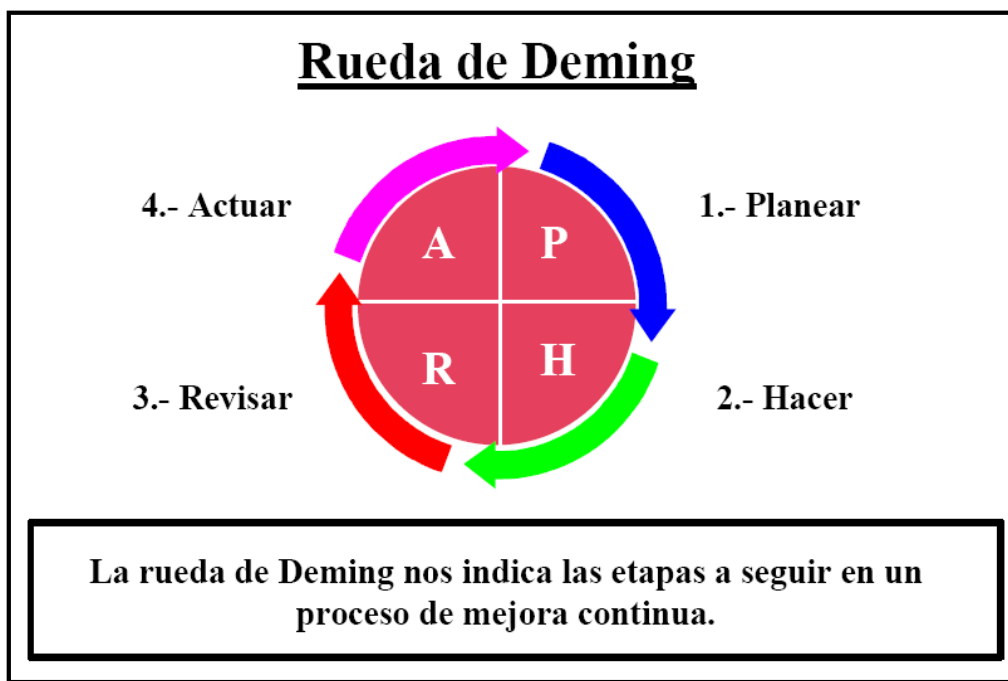 Rueda de Deming
4.- Actuar
1.- Planear
A
P
R
H
3.- Revisar
2.- Hacer
La rueda de Deming nos indica las etapas a seguir en un
proceso de mejora continua.